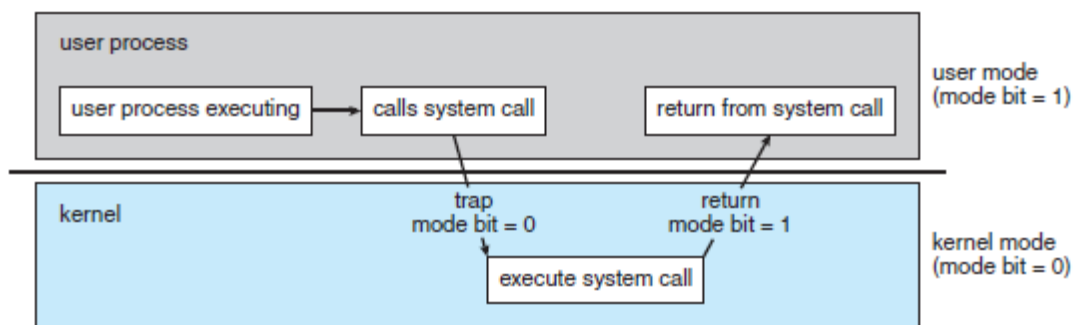 user process
user process executing
calls system call
return from system call
user mode
(mode bit = 1)
kernel
trap
mode bit = 0
return
mode bit = 1
execute system call
kernel mode
(mode bit = 0)